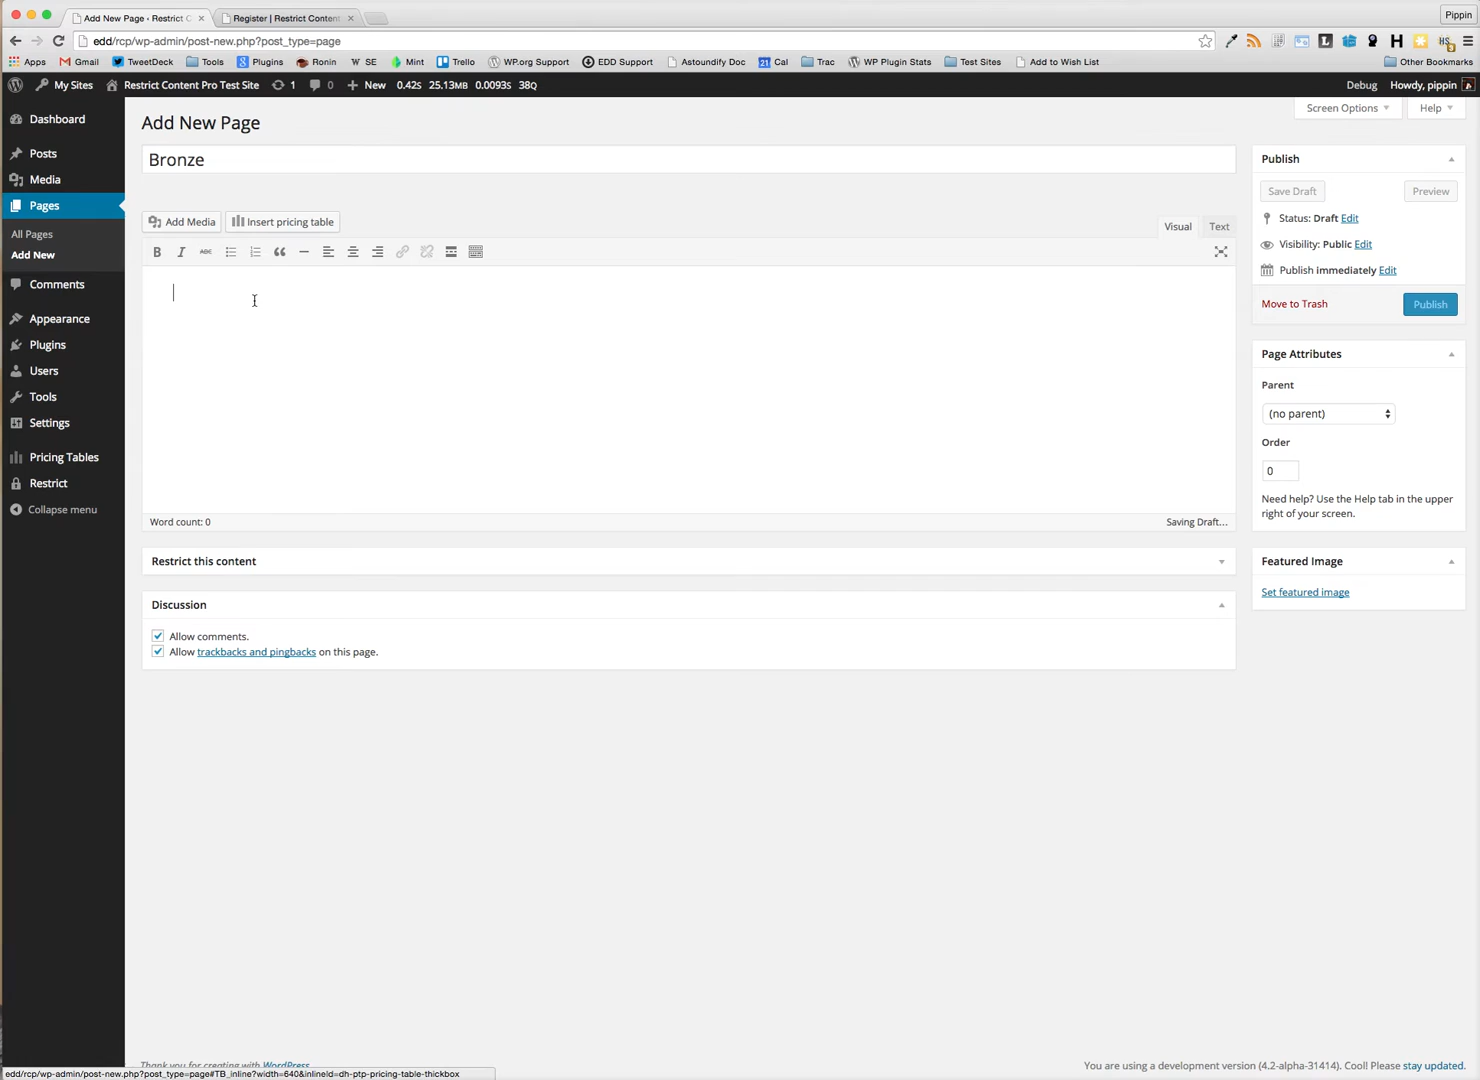 Add New Page ‹ Restrict C
Register | Restrict Conten
Pippin
edd/rcp/wp-admin/post-new.php?post_type=page
Apps Gmail TweetDeck Tools Plugins Ronin SE Mint Trello WP.org Support EDD Support Astoundify Doc Cal Trac WP Plugin Stats Test Sites Add to Wish List Other Bookmarks
My Sites Restrict Content Pro Test Site 1 0 New 0.42S 25.13MB 0.0093S 38Q Debug Howdy, pippin
Dashboard
Posts
Media
Pages
All Pages
Add New
Comments
Appearance
Plugins
Users
Tools
Settings
Pricing Tables
Restrict
Collapse menu
Screen Options Help
Add New Page
Bronze
Add Media Insert pricing table
Visual Text
B I ABC
Word count: 0 Saving Draft...
Restrict this content
Discussion
Allow comments.
Allow trackbacks and pingbacks on this page.
Publish
Save Draft Preview
Status: Draft Edit
Visibility: Public Edit
Publish immediately Edit
Move to Trash Publish
Page Attributes
Parent
(no parent)
Order
0
Need help? Use the Help tab in the upper
right of your screen.
Featured Image
Set featured image
Thank you for creating with WordPress.
You are using a development version (4.2-alpha-31414). Cool! Please stay updated.
edd/rcp/wp-admin/post-new.php?post_type=page#TB_inline?width=640&inlineId=dh-ptp-pricing-table-thickbox